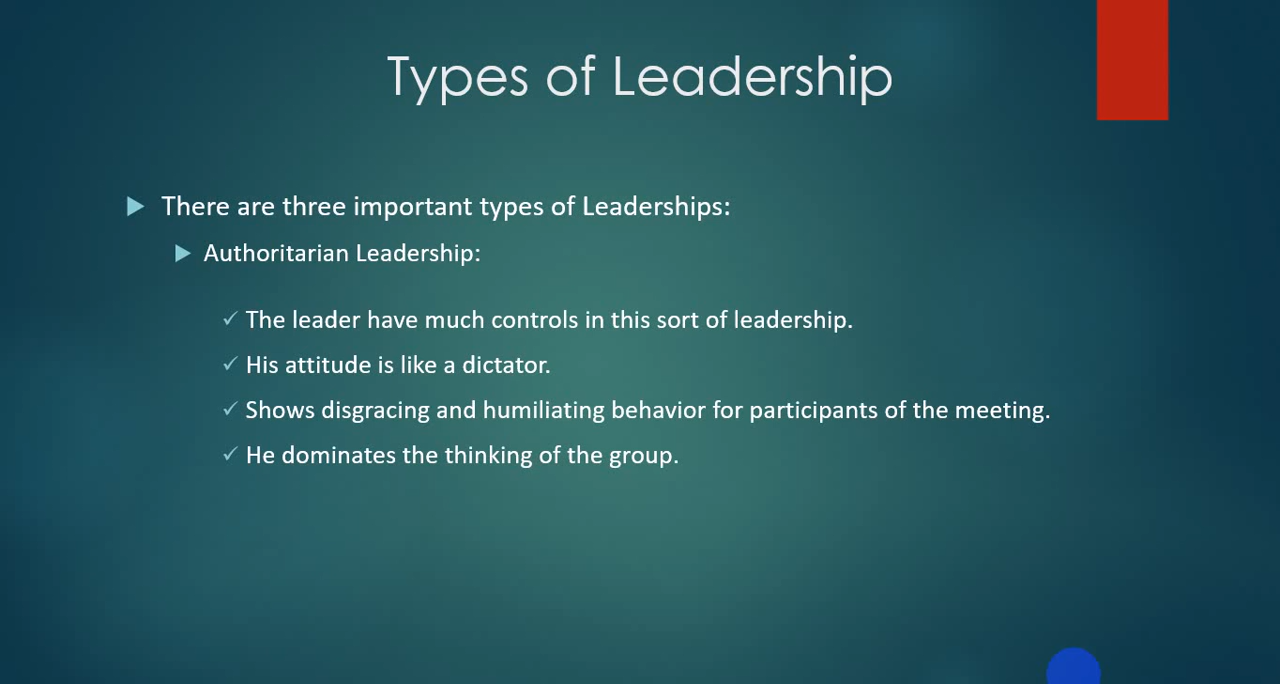 Types of Leadership
There are three important types of Leaderships:
Authoritarian Leadership:
The leader have much controls in this sort of leadership.
His attitude is like a dictator.
Shows disgracing and humiliating behavior for participants of the meeting.
He dominates the thinking of the group.